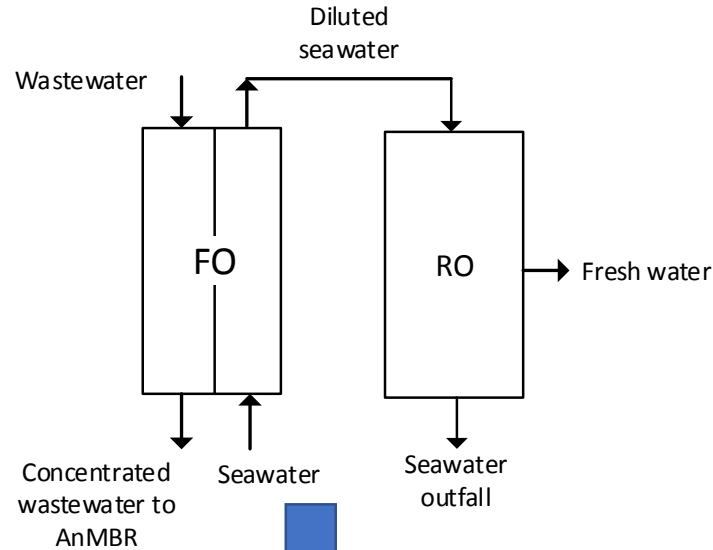 Diluted
seawater
Wastewater
FO
RO
Fresh water
Concentrated
wastewater to
AnMBR
Seawater
Seawater
outfall